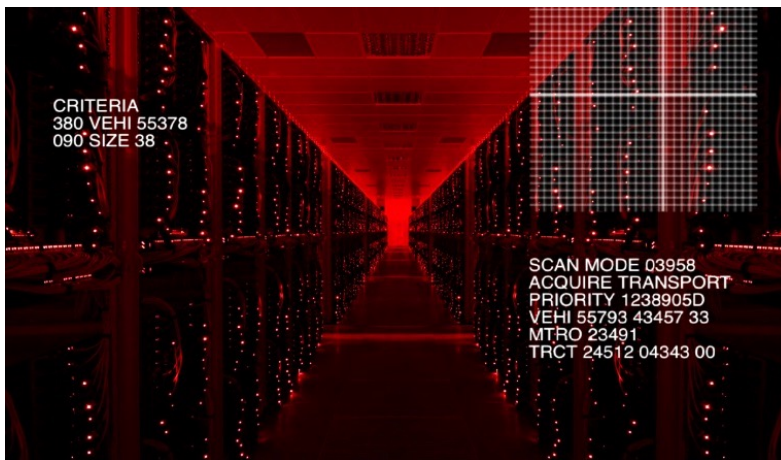 CRITERIA
380 VEHI 55378
090 SIZE 38
SCAN MODE 03958
ACQUIRE TRANSPORT
PRIORITY 1238905D
VEHI 55793 43457 33
MTRO 23491
TRCT 24512 04343 00